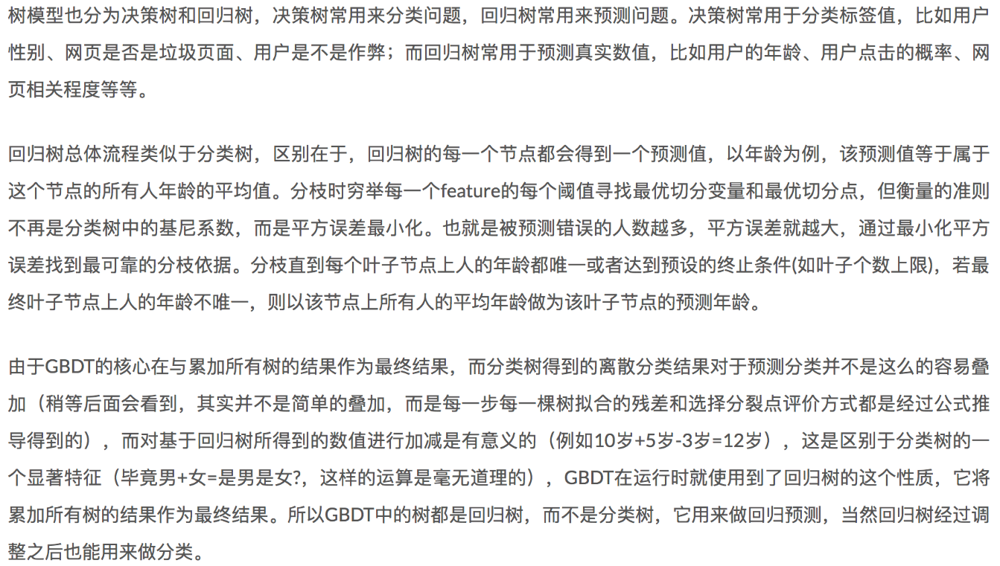 树模型也分为决策树和回归树，决策树常用来分类问题，回归树常用来预测问题。决策树常用于分类标签值，比如用户
性别、网页是否是垃圾页面、用户是不是作弊；而回归树常用于预测真实数值，比如用户的年龄、用户点击的概率、网
页相关程度等等。
回归树总体流程类似于分类树，区别在于，回归树的每一个节点都会得到一个预测值，以年龄为例，该预测值等于属于
这个节点的所有人年龄的平均值。分枝时穷举每一个feature的每个阈值寻找最优切分变量和最优切分点，但衡量的准则
不再是分类树中的基尼系数，而是平方误差最小化。也就是被预测错误的人数越多，平方误差就越大，通过最小化平方
误差找到最可靠的分枝依据。分枝直到每个叶子节点上人的年龄都唯一或者达到预设的终止条件(如叶子个数上限)，若最
终叶子节点上人的年龄不唯一，则以该节点上所有人的平均年龄做为该叶子节点的预测年龄。
由于GBDT的核心在与累加所有树的结果作为最终结果，而分类树得到的离散分类结果对于预测分类并不是这么的容易叠
加（稍等后面会看到，其实并不是简单的叠加，而是每一步每一棵树拟合的残差和选择分裂点评价方式都是经过公式推
导得到的），而对基于回归树所得到的数值进行加减是有意义的（例如10岁+5岁-3岁=12岁），这是区别于分类树的一
个显著特征（毕竟男+女=是男是女?，这样的运算是毫无道理的），GBDT在运行时就使用到了回归树的这个性质，它将
累加所有树的结果作为最终结果。所以GBDT中的树都是回归树，而不是分类树，它用来做回归预测，当然回归树经过调
整之后也能用来做分类。